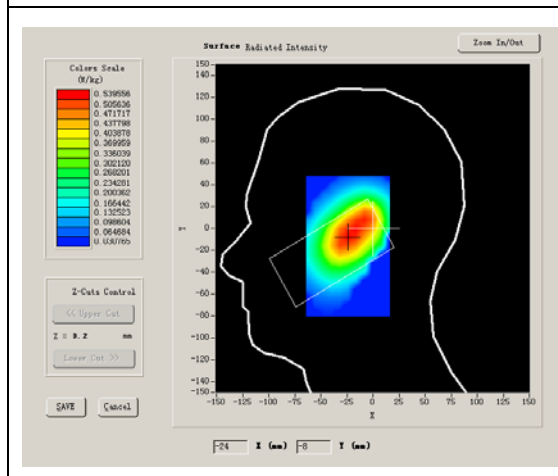 Surface Radiated Intensity
Zoom In/Out
Colors Scale
(W/kg)
0.539556
0.505636
0.471717
0.437798
0.403878
0.369959
0.336039
0.302120
0.268201
0.234281
0.200362
0.166442
0.132523
0.098604
0.064684
0.030765
Z-Cuts Control
<< Upper Cut
Z = 0.2 mm
Lower Cut >>
SAVE
Cancel
150
140
120
100
80
60
40
20
0
-20
-40
-60
-80
-100
-120
-140
-150
Y
-150 -125 -100 -75 -50 -25 0 25 50 75 100 125 150
X
-24 X (mm) -8 Y (mm)